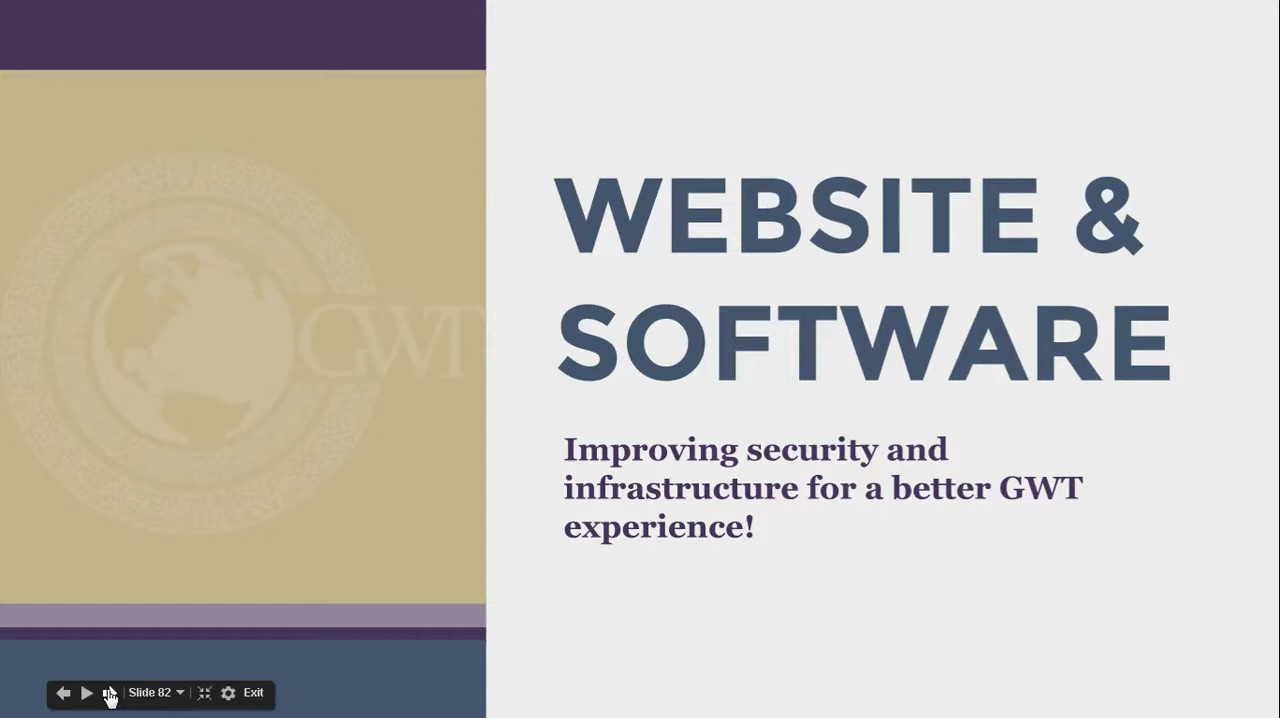 WEBSITE &
SOFTWARE
Improving security and
infrastructure for a better GWT
experience!
GWT
Slide 82
Exit